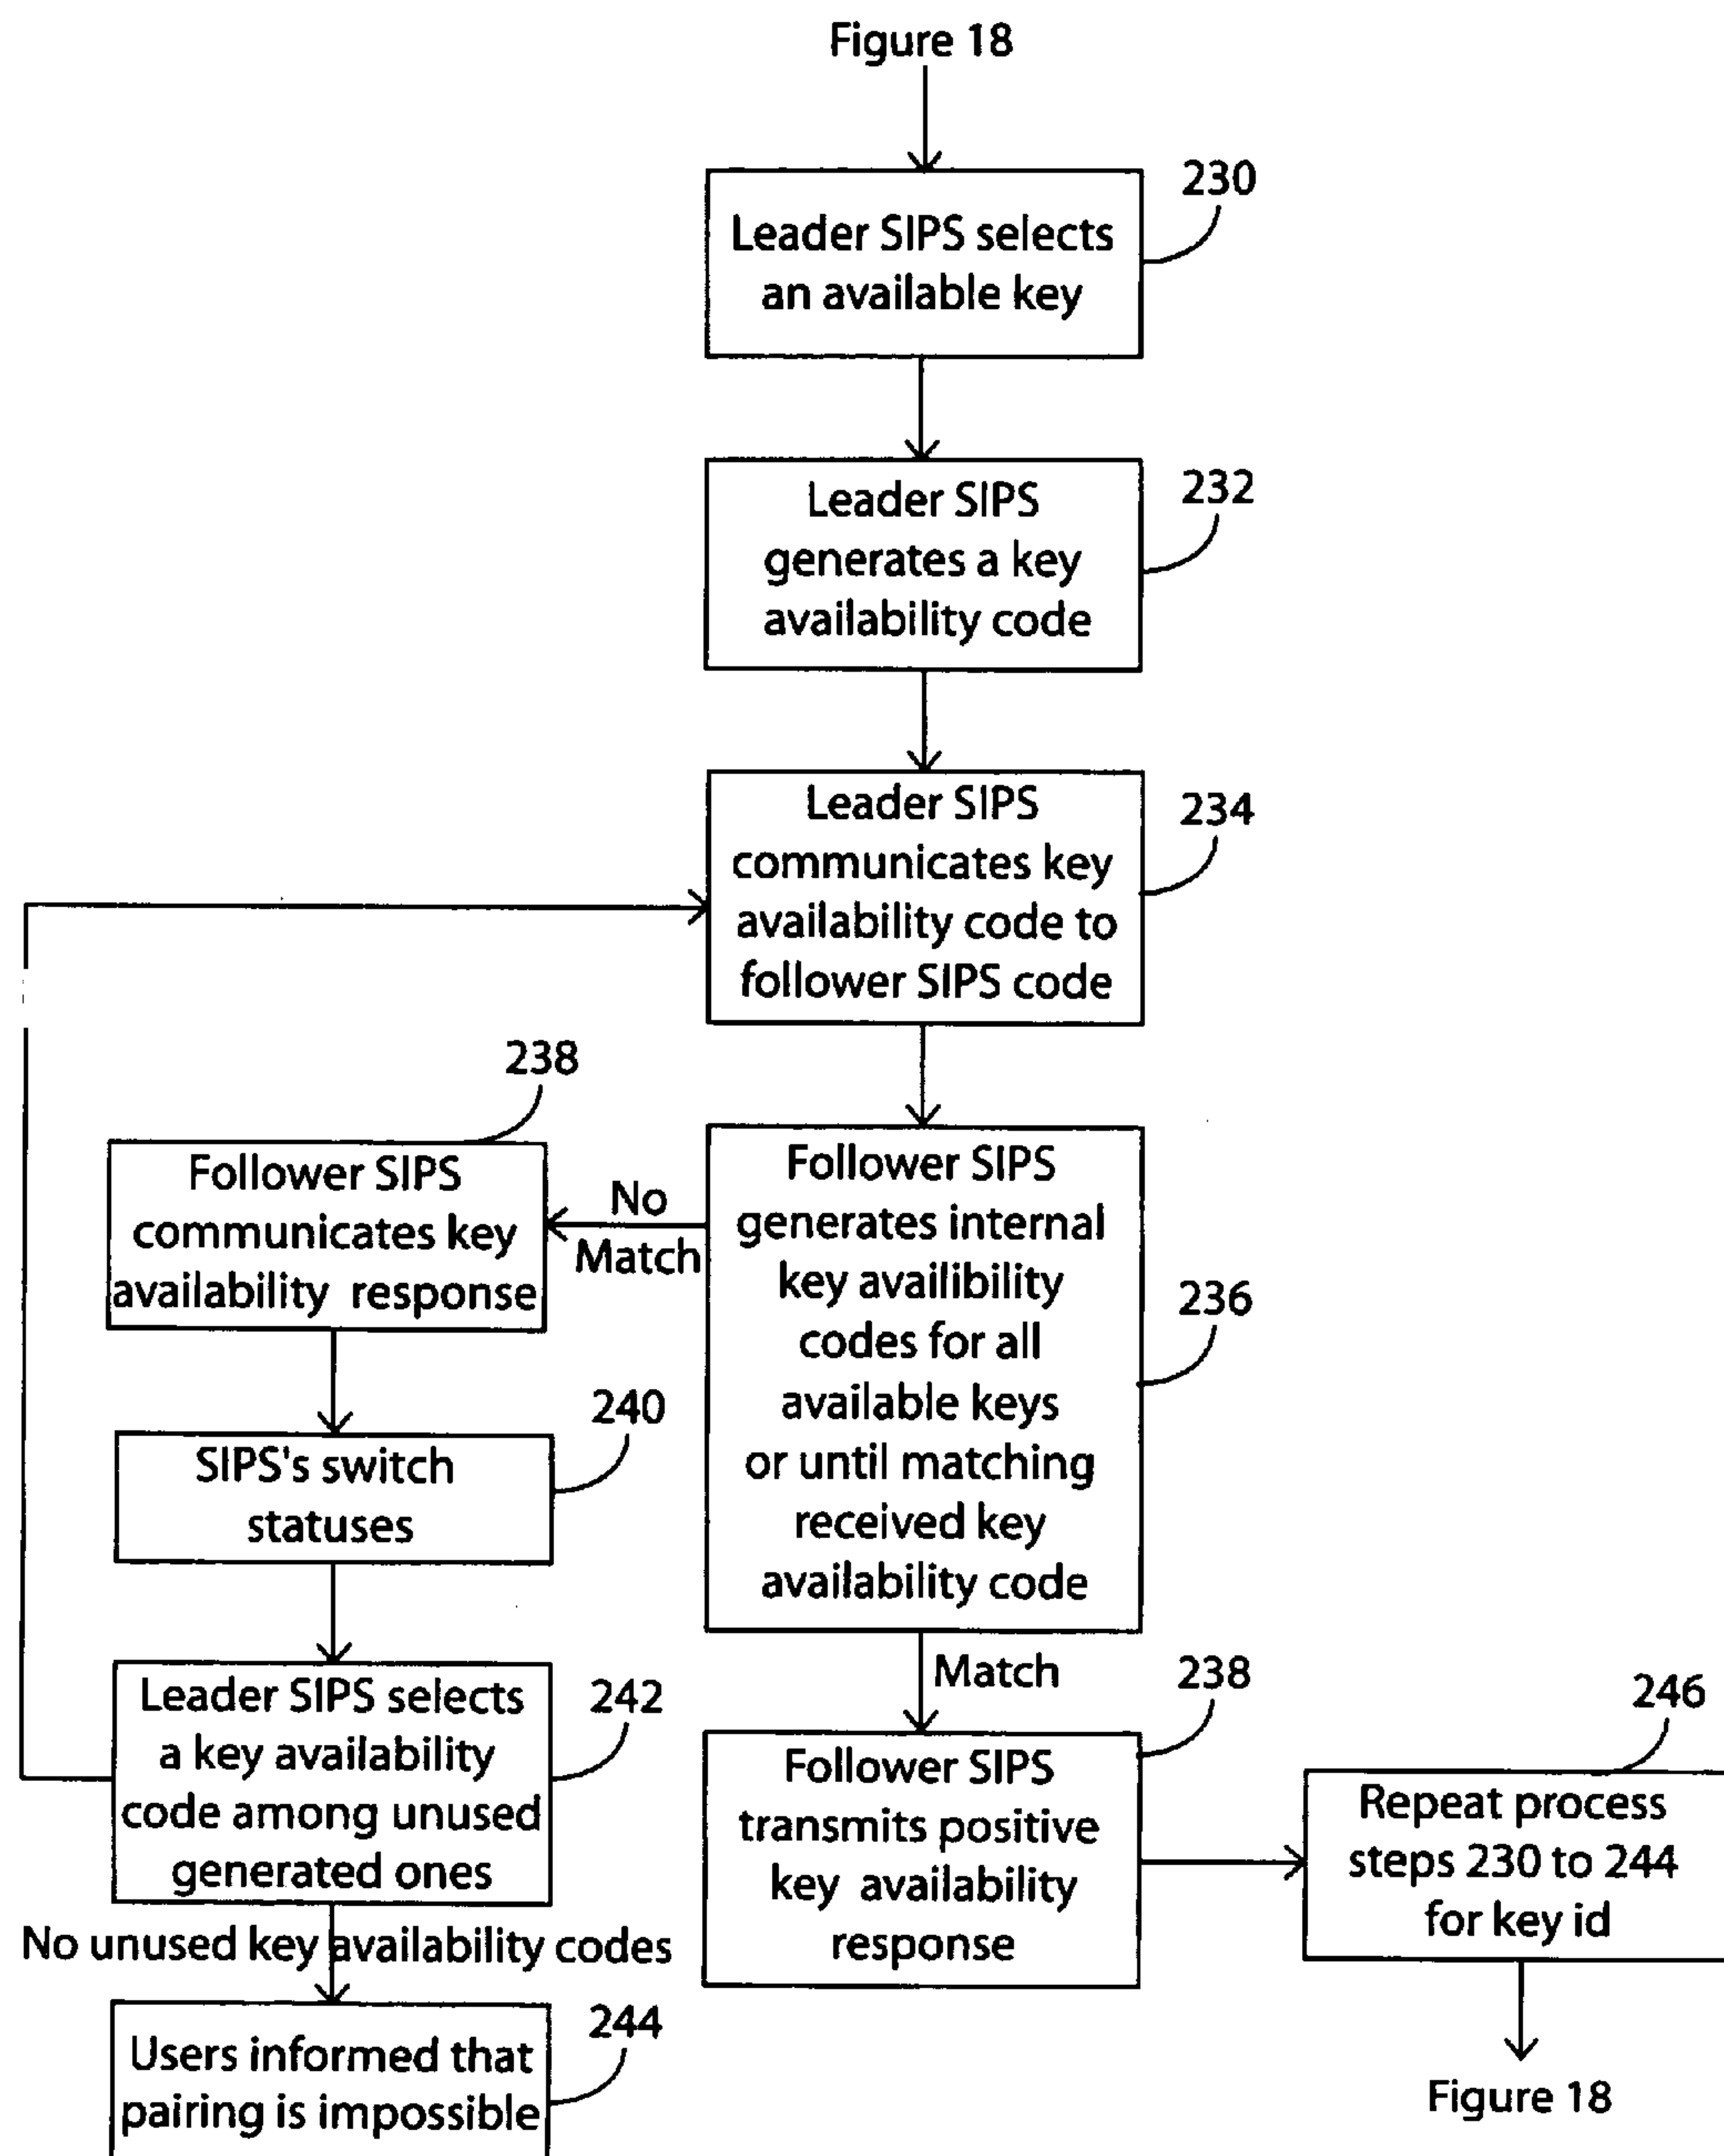 Figure 18
230
Leader SIPS selects
an available key
232
Leader SIPS
generates a key
availability code
234
Leader SIPS
communicates key
availability code to
follower SIPS code
238
Follower SIPS
communicates key
availability response
No
Match
Follower SIPS
generates internal
key availibility
codes for all
available keys
or until matching
received key
availability code
236
240
SIPS's switch
statuses
Match
242
Leader SIPS selects
a key availability
code among unused
generated ones
238
Follower SIPS
transmits positive
key availability
response
246
Repeat process
steps 230 to 244
for key id
No unused key availability codes
244
Users informed that
pairing is impossible
Figure 18